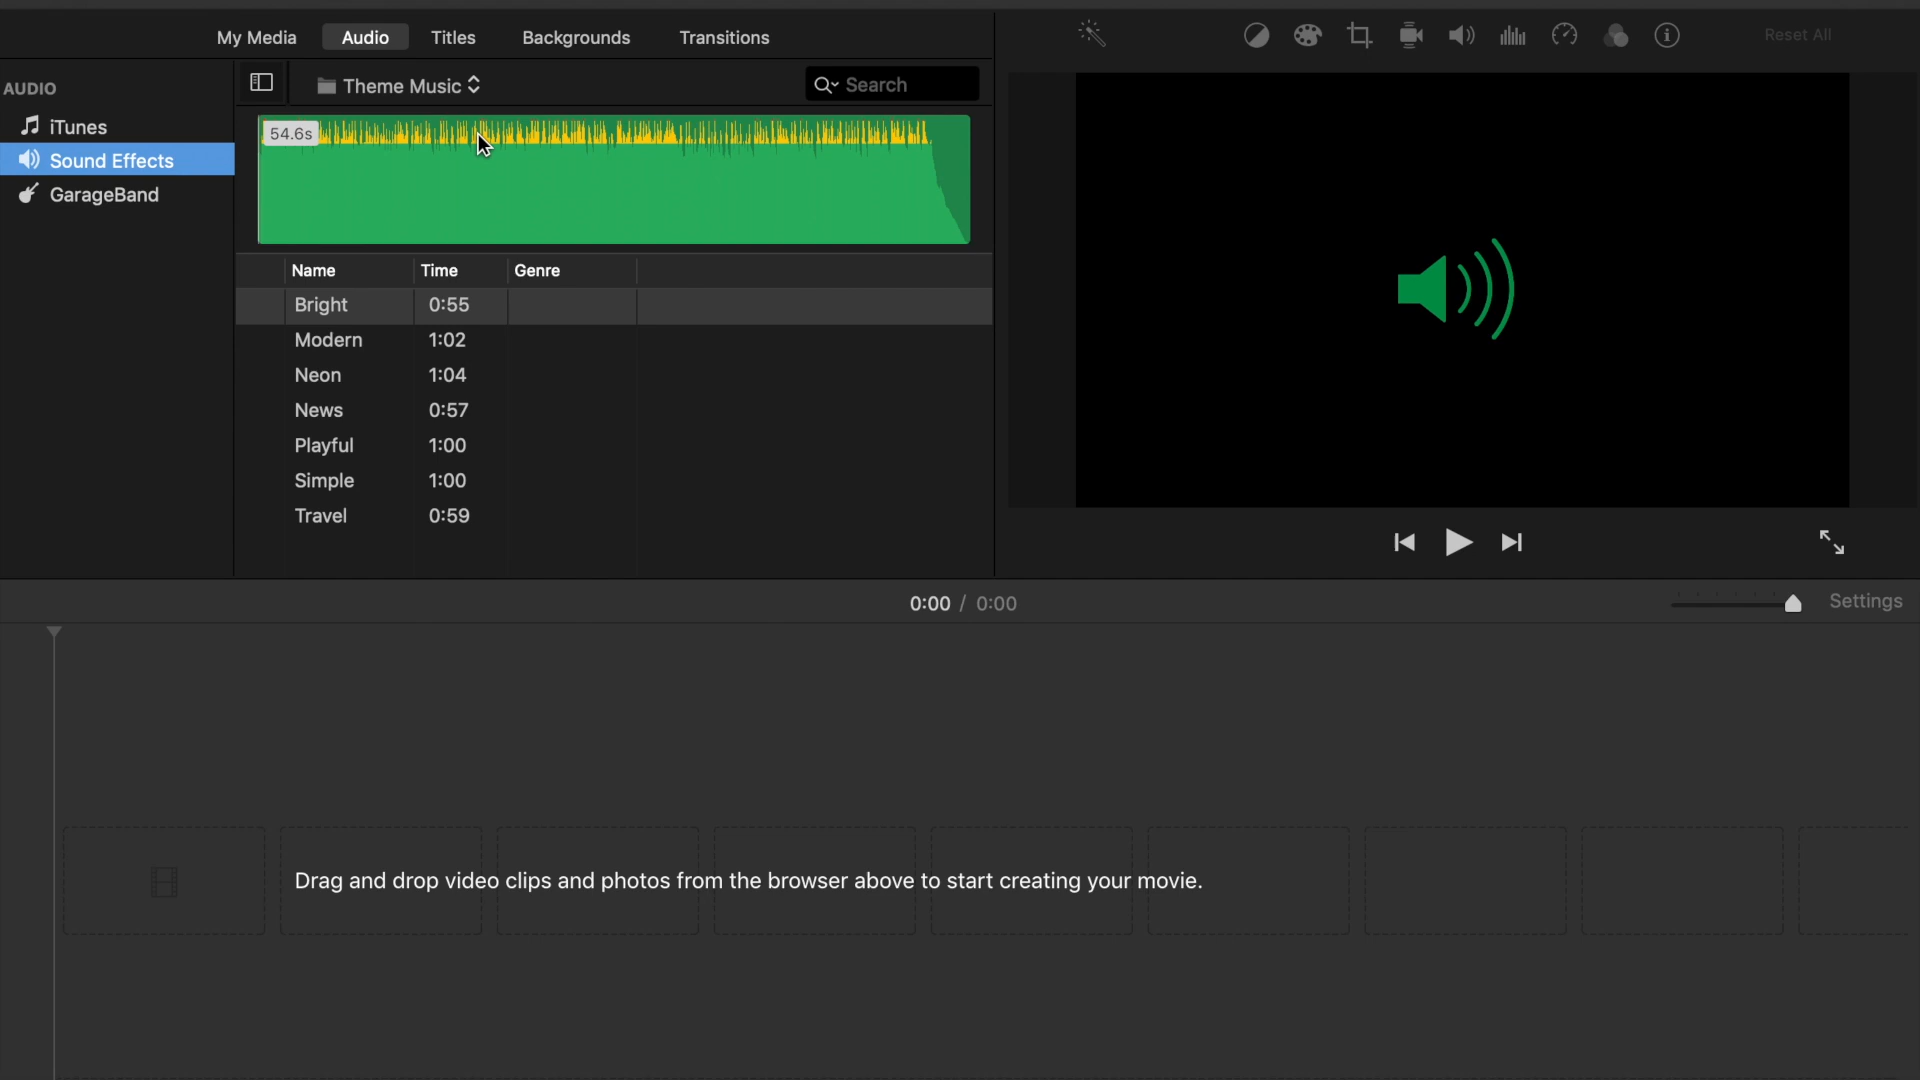 My Media Audio Titles Backgrounds Transitions Reset All
AUDIO Theme Music Search
iTunes
Sound Effects
GarageBand
54.6s
Name Time Genre
Bright 0:55
Modern 1:02
Neon 1:04
News 0:57
Playful 1:00
Simple 1:00
Travel 0:59
0:00 / 0:00 Settings
Drag and drop video clips and photos from the browser above to start creating your movie.